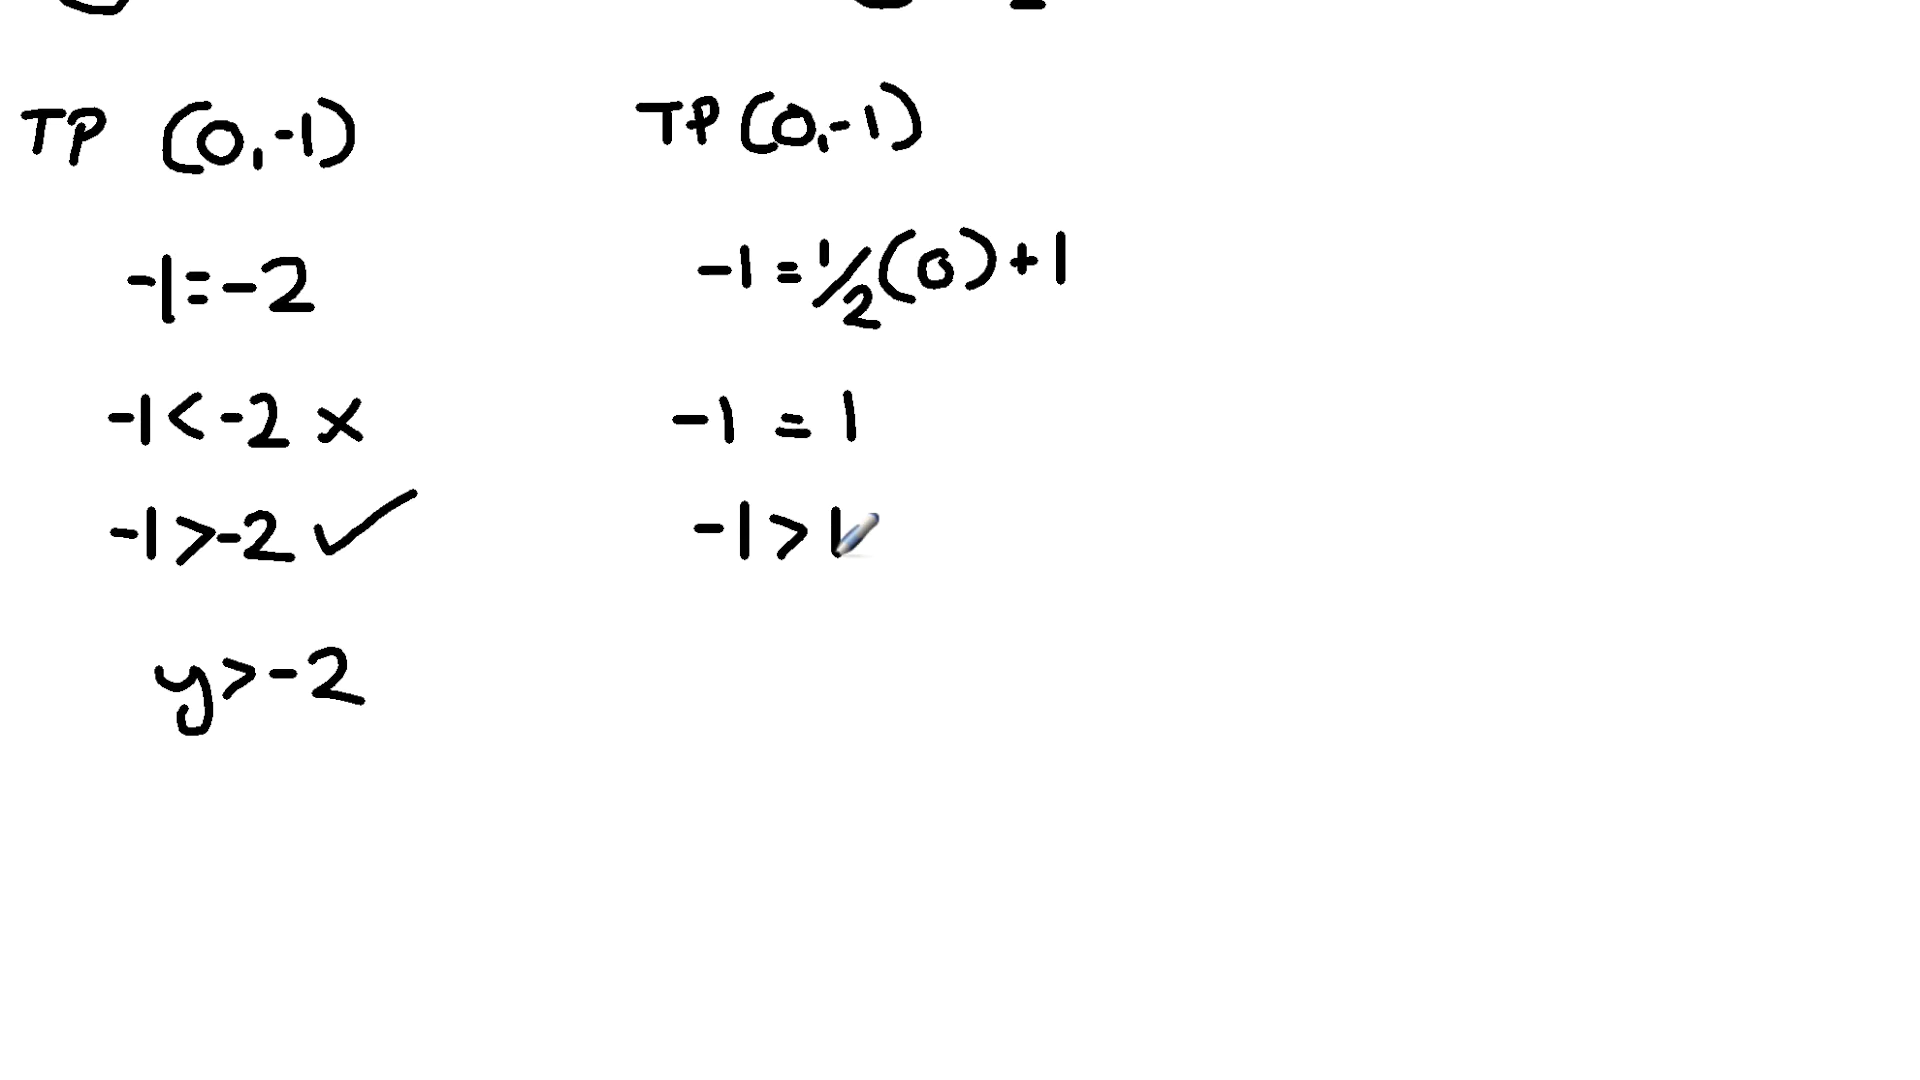 TP (0,-1)
-1=-2
-1<-2 x
-1>-2 ✓
y>-2
TP(0,-1)
-1=1/2(0)+1
-1 = 1
-1>1